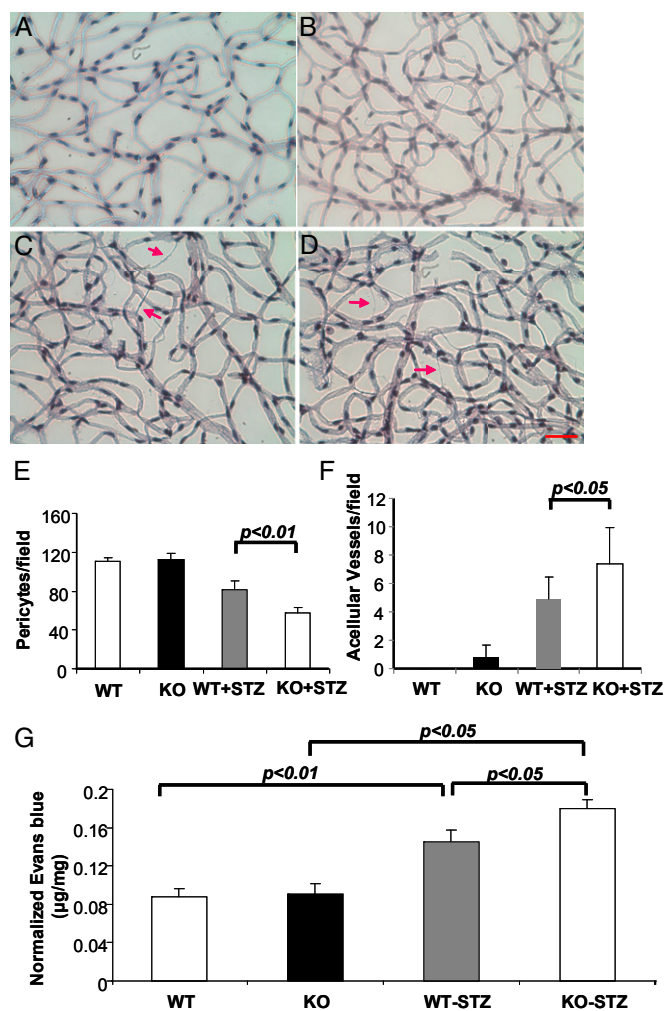 A
B
C
D
E
F
160
120
80
40
0
Pericytes/field
p<0.01
WT
KO
WT+STZ
KO+STZ
12
10
8
6
4
2
0
Acellular Vessels/field
p<0.05
WT
KO
WT+STZ
KO+STZ
G
p<0.05
p<0.01
p<0.05
0.2
0.16
0.12
0.08
0.04
0
Normalized Evans blue
(µg/mg)
WT
KO
WT-STZ
KO-STZ